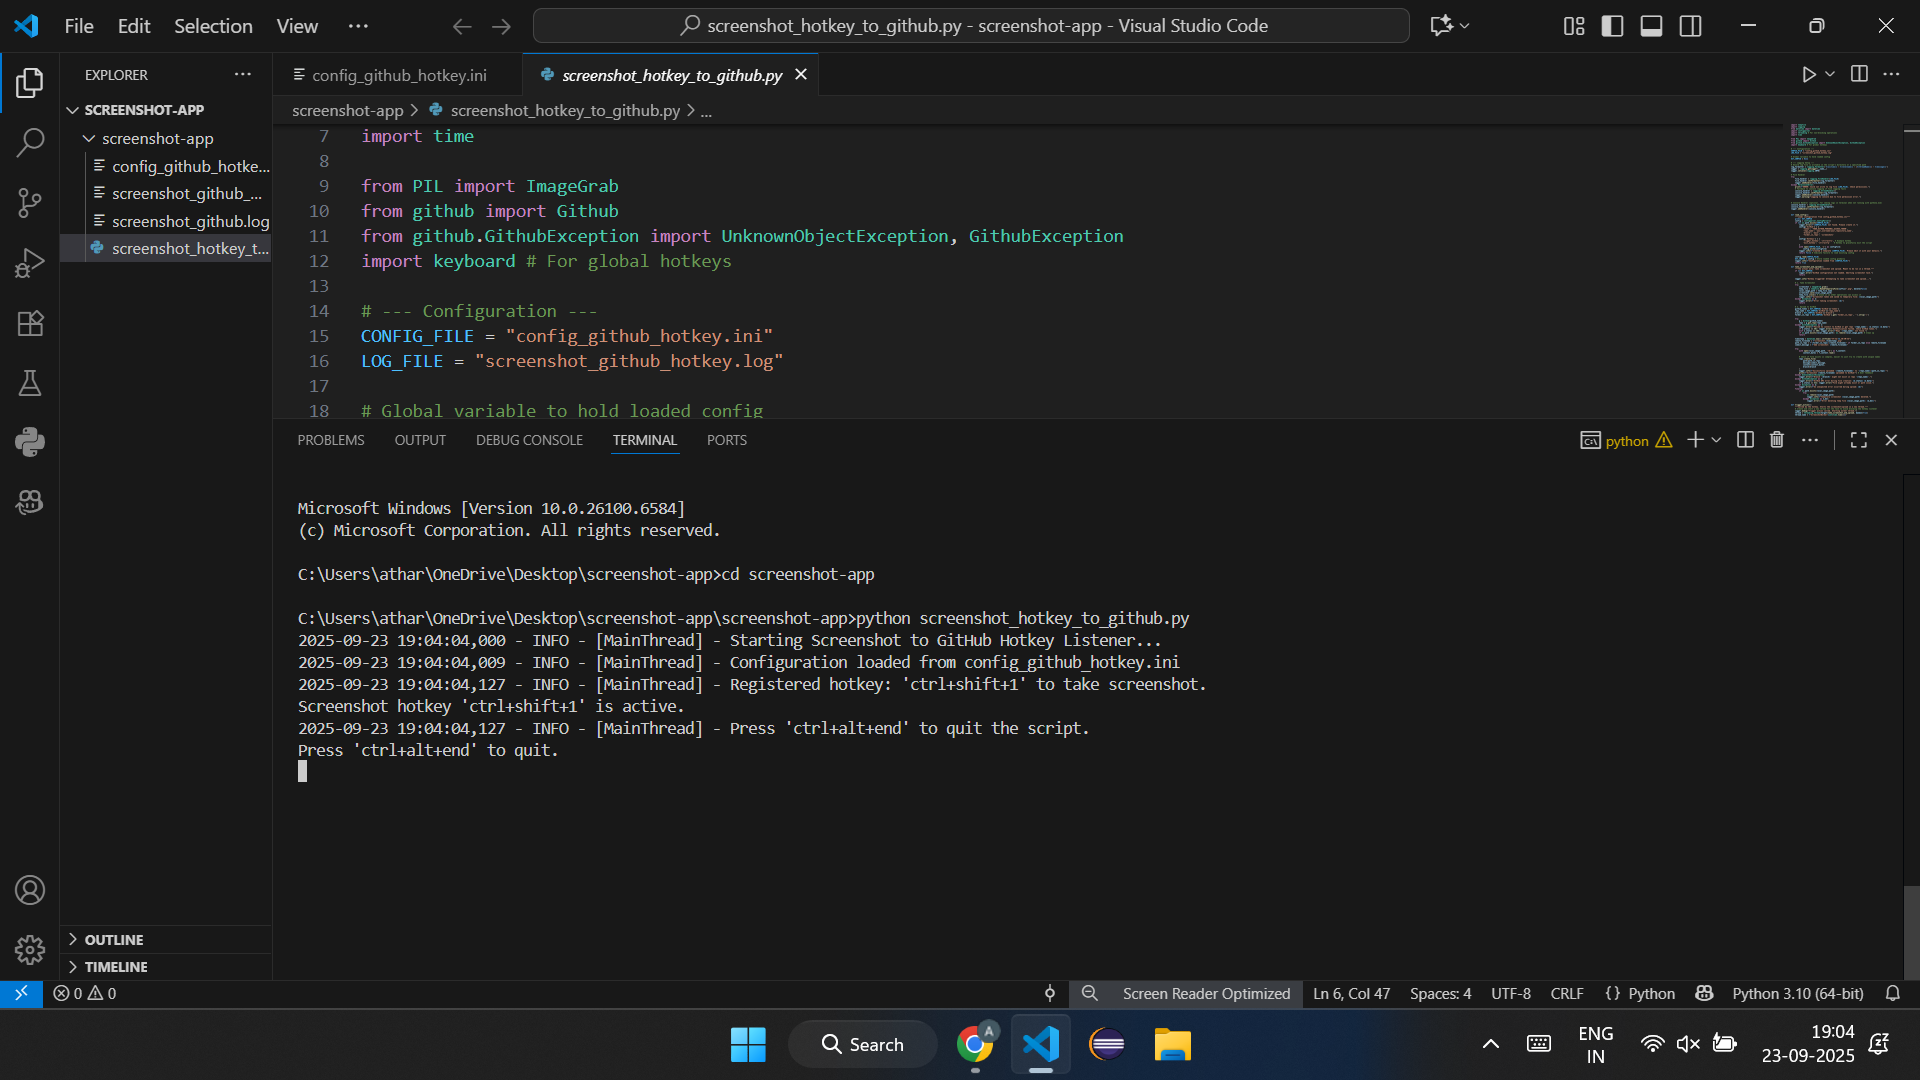 File Edit Selection View ...
screenshot_hotkey_to_github.py - screenshot-app - Visual Studio Code
EXPLORER
SCREENSHOT-APP
screenshot-app
config_github_hotke...
screenshot_github_...
screenshot_github.log
screenshot_hotkey_t...
OUTLINE
TIMELINE
config_github_hotkey.ini
screenshot_hotkey_to_github.py
screenshot-app > screenshot_hotkey_to_github.py > ...
7 import time
8
9 from PIL import ImageGrab
10 from github import Github
11 from github.GithubException import UnknownObjectException, GithubException
12 import keyboard # For global hotkeys
13
14 # --- Configuration ---
15 CONFIG_FILE = "config_github_hotkey.ini"
16 LOG_FILE = "screenshot_github_hotkey.log"
17
18 # Global variable to hold loaded config
PROBLEMS OUTPUT DEBUG CONSOLE TERMINAL PORTS
python
Microsoft Windows [Version 10.0.26100.6584]
(c) Microsoft Corporation. All rights reserved.
C:\Users\athar\OneDrive\Desktop\screenshot-app>cd screenshot-app
C:\Users\athar\OneDrive\Desktop\screenshot-app\screenshot-app>python screenshot_hotkey_to_github.py
2025-09-23 19:04:04,000 - INFO - [MainThread] - Starting Screenshot to GitHub Hotkey Listener...
2025-09-23 19:04:04,009 - INFO - [MainThread] - Configuration loaded from config_github_hotkey.ini
2025-09-23 19:04:04,127 - INFO - [MainThread] - Registered hotkey: 'ctrl+shift+1' to take screenshot.
Screenshot hotkey 'ctrl+shift+1' is active.
2025-09-23 19:04:04,127 - INFO - [MainThread] - Press 'ctrl+alt+end' to quit the script.
Press 'ctrl+alt+end' to quit.
0 0
Screen Reader Optimized Ln 6, Col 47 Spaces: 4 UTF-8 CRLF {} Python Python 3.10 (64-bit)
Search
A
ENG
IN
19:04
23-09-2025